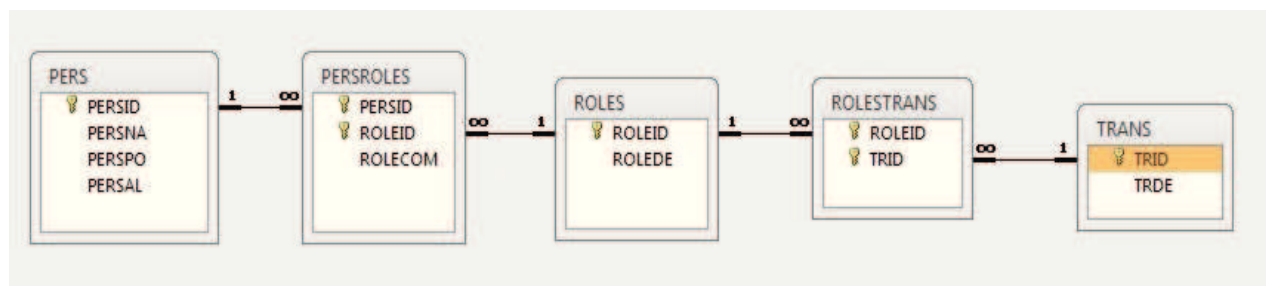 PERS
PERSID
PERSNA
PERSPO
PERSAL
1
∞
PERSROLES
PERSID
ROLEID
ROLECOM
∞
1
ROLES
ROLEID
ROLEDE
1
∞
ROLESTRANS
ROLEID
TRID
∞
1
TRANS
TRID
TRDE